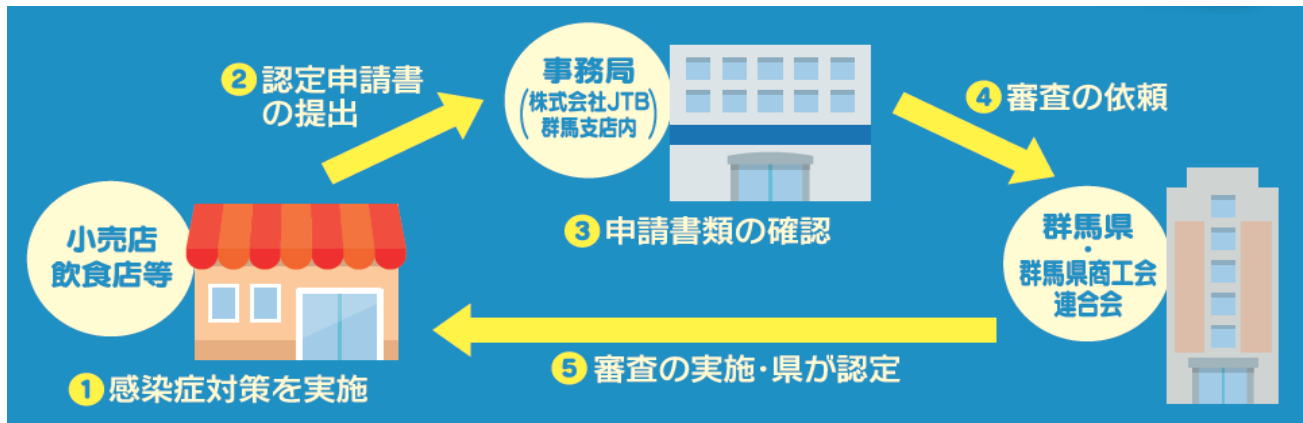 小売店
飲食店等
①感染症対策を実施
②認定申請書
の提出
事務局
(株式会社JTB
群馬支店内)
③申請書類の確認
④審査の依頼
群馬県
・
群馬県商工会
連合会
⑤審査の実施・県が認定